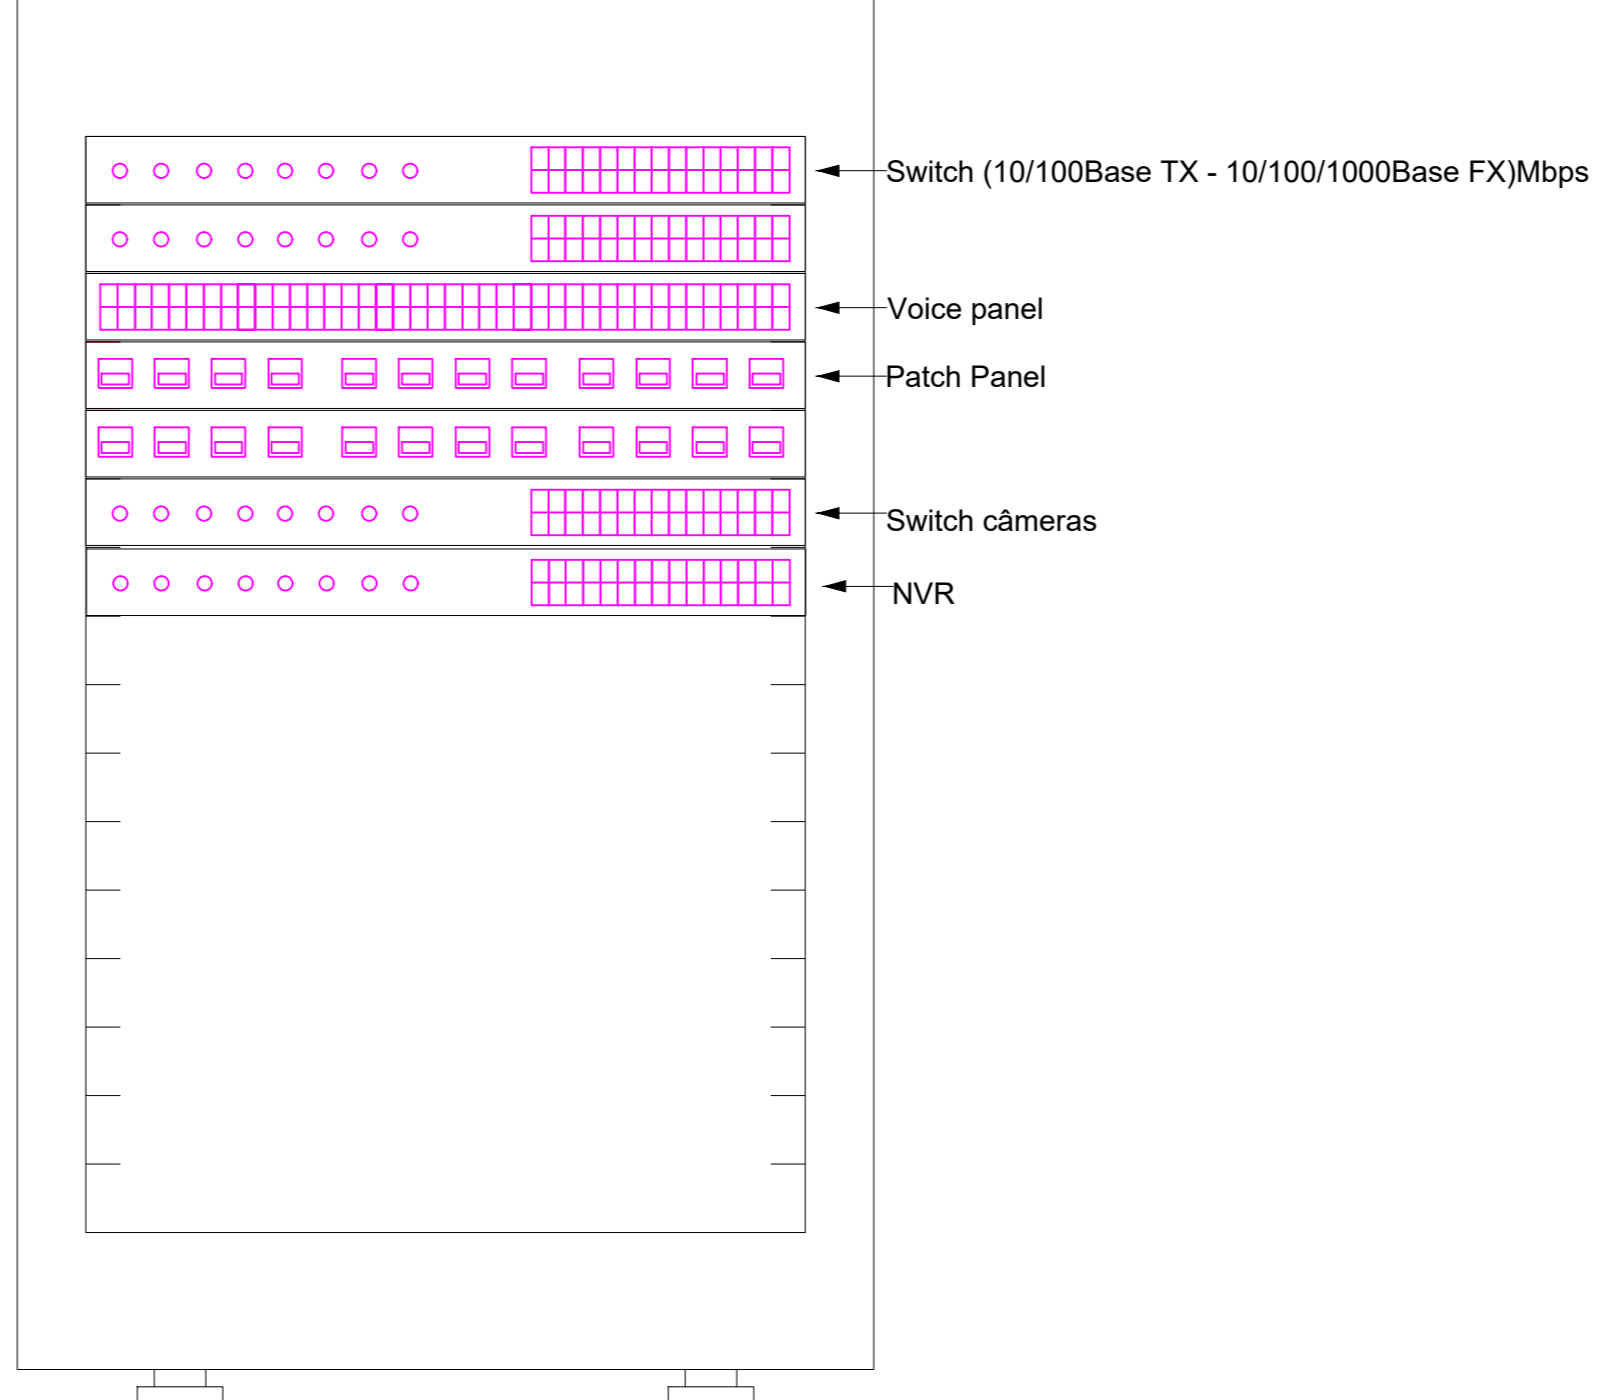 Switch (10/100Base TX - 10/100/1000Base FX)Mbps
Voice panel
Patch Panel
Switch câmeras
NVR